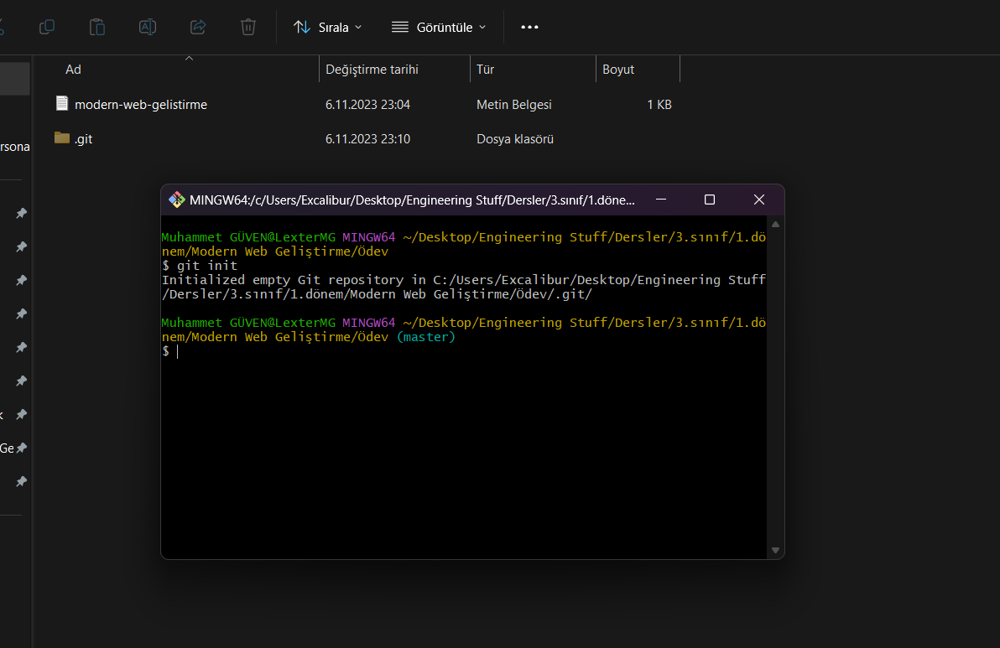 Sırala
Görüntüle
Ad
Değiştirme tarihi
Tür
Boyut
modern-web-gelistirme
6.11.2023 23:04
Metin Belgesi
1 KB
.git
6.11.2023 23:10
Dosya klasörü
rsona
k
Ge
MINGW64:/c/Users/Excalibur/Desktop/Engineering Stuff/Dersler/3.sınıf/1.döne...
Muhammet GÜVEN@LexterMG MINGW64 ~/Desktop/Engineering Stuff/Dersler/3.sınıf/1.dö
nem/Modern Web Geliştirme/Ödev
$ git init
Initialized empty Git repository in C:/Users/Excalibur/Desktop/Engineering Stuff
/Dersler/3.sınıf/1.dönem/Modern Web Geliştirme/Ödev/.git/
Muhammet GÜVEN@LexterMG MINGW64 ~/Desktop/Engineering Stuff/Dersler/3.sınıf/1.dö
nem/Modern Web Geliştirme/Ödev (master)
$